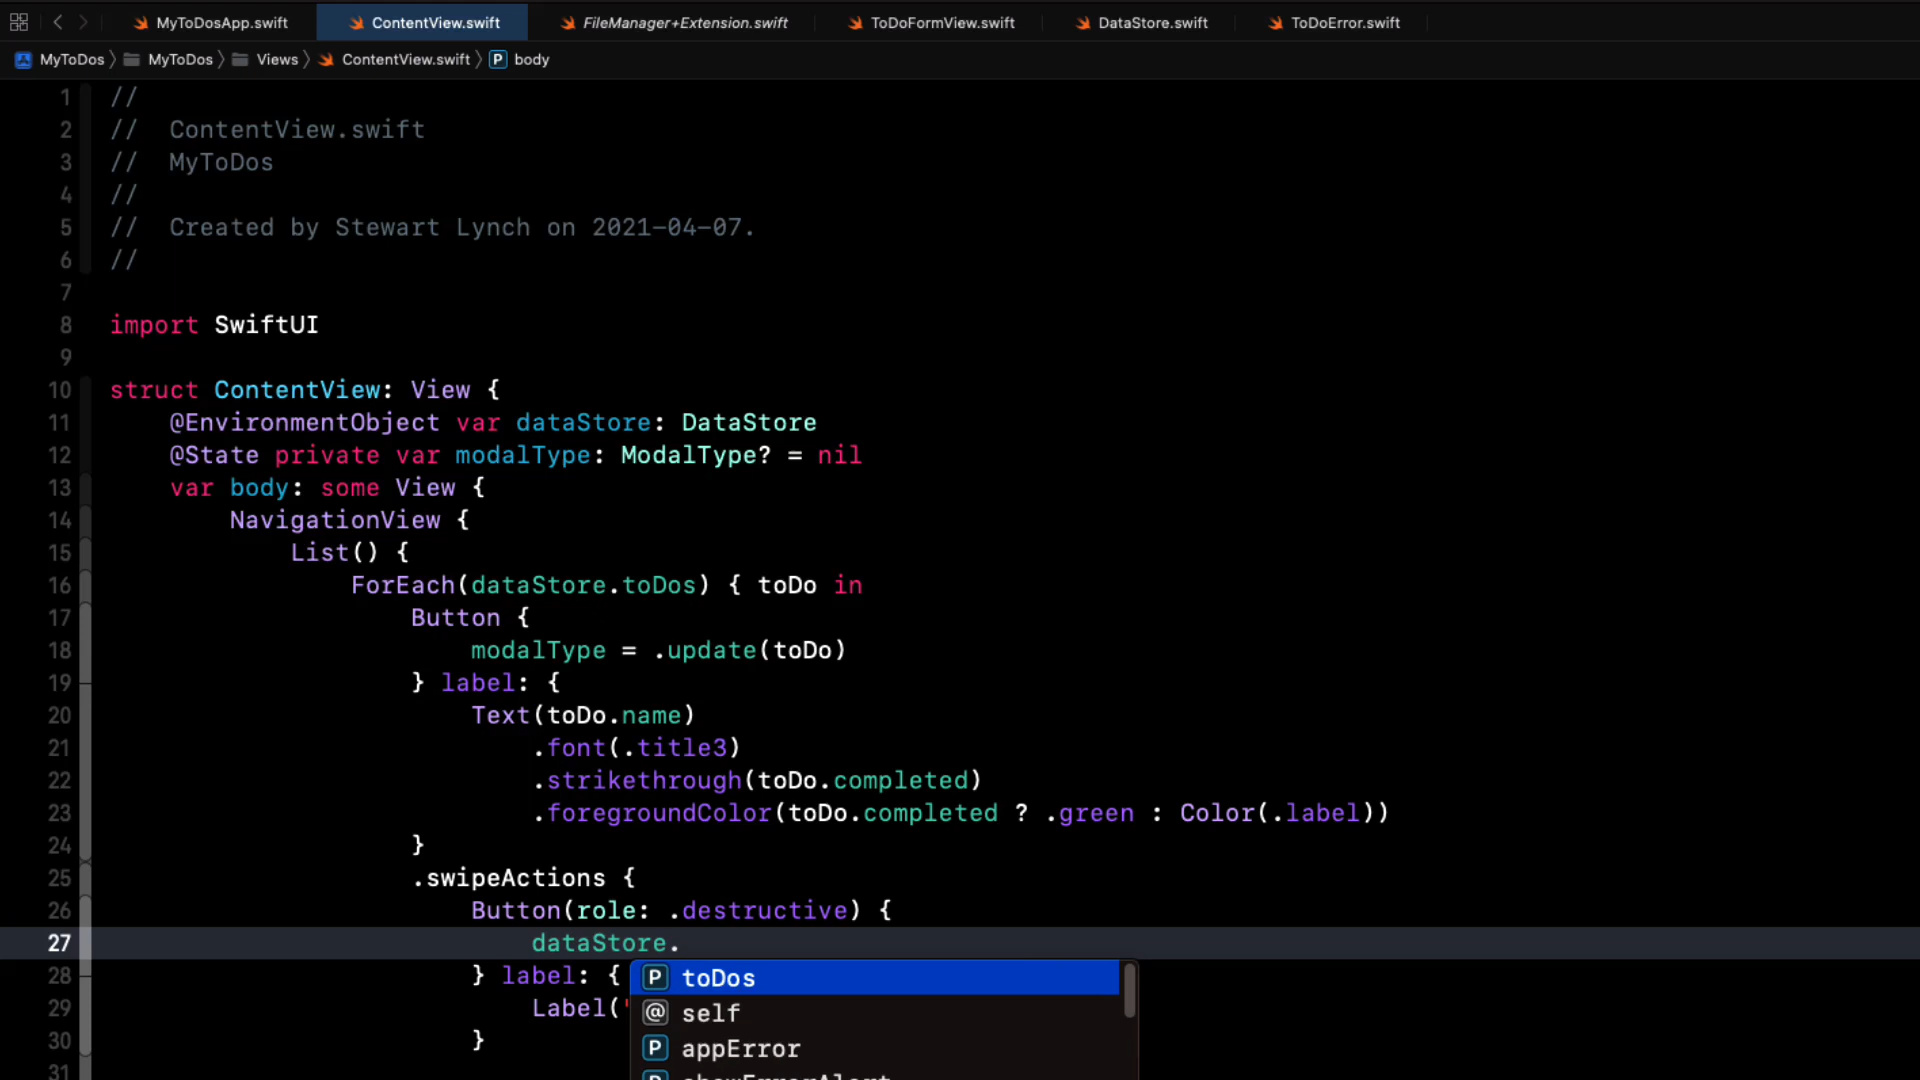 MyToDosApp.swift ContentView.swift FileManager+Extension.swift ToDoFormView.swift DataStore.swift ToDoError.swift
MyToDos MyToDos Views ContentView.swift P body
1 //
2 //  ContentView.swift
3 //  MyToDos
4 //
5 //  Created by Stewart Lynch on 2021-04-07.
6 //
7
8 import SwiftUI
9
10 struct ContentView: View {
11     @EnvironmentObject var dataStore: DataStore
12     @State private var modalType: ModalType? = nil
13     var body: some View {
14         NavigationView {
15             List() {
16                 ForEach(dataStore.toDos) { toDo in
17                     Button {
18                         modalType = .update(toDo)
19                     } label: {
20                         Text(toDo.name)
21                             .font(.title3)
22                             .strikethrough(toDo.completed)
23                             .foregroundColor(toDo.completed ? .green : Color(.label))
24                     }
25                     .swipeActions {
26                         Button(role: .destructive) {
27                             dataStore.
28                         } label: {
P toDos
29                             Label("
@ self
30                         }
P appError
31